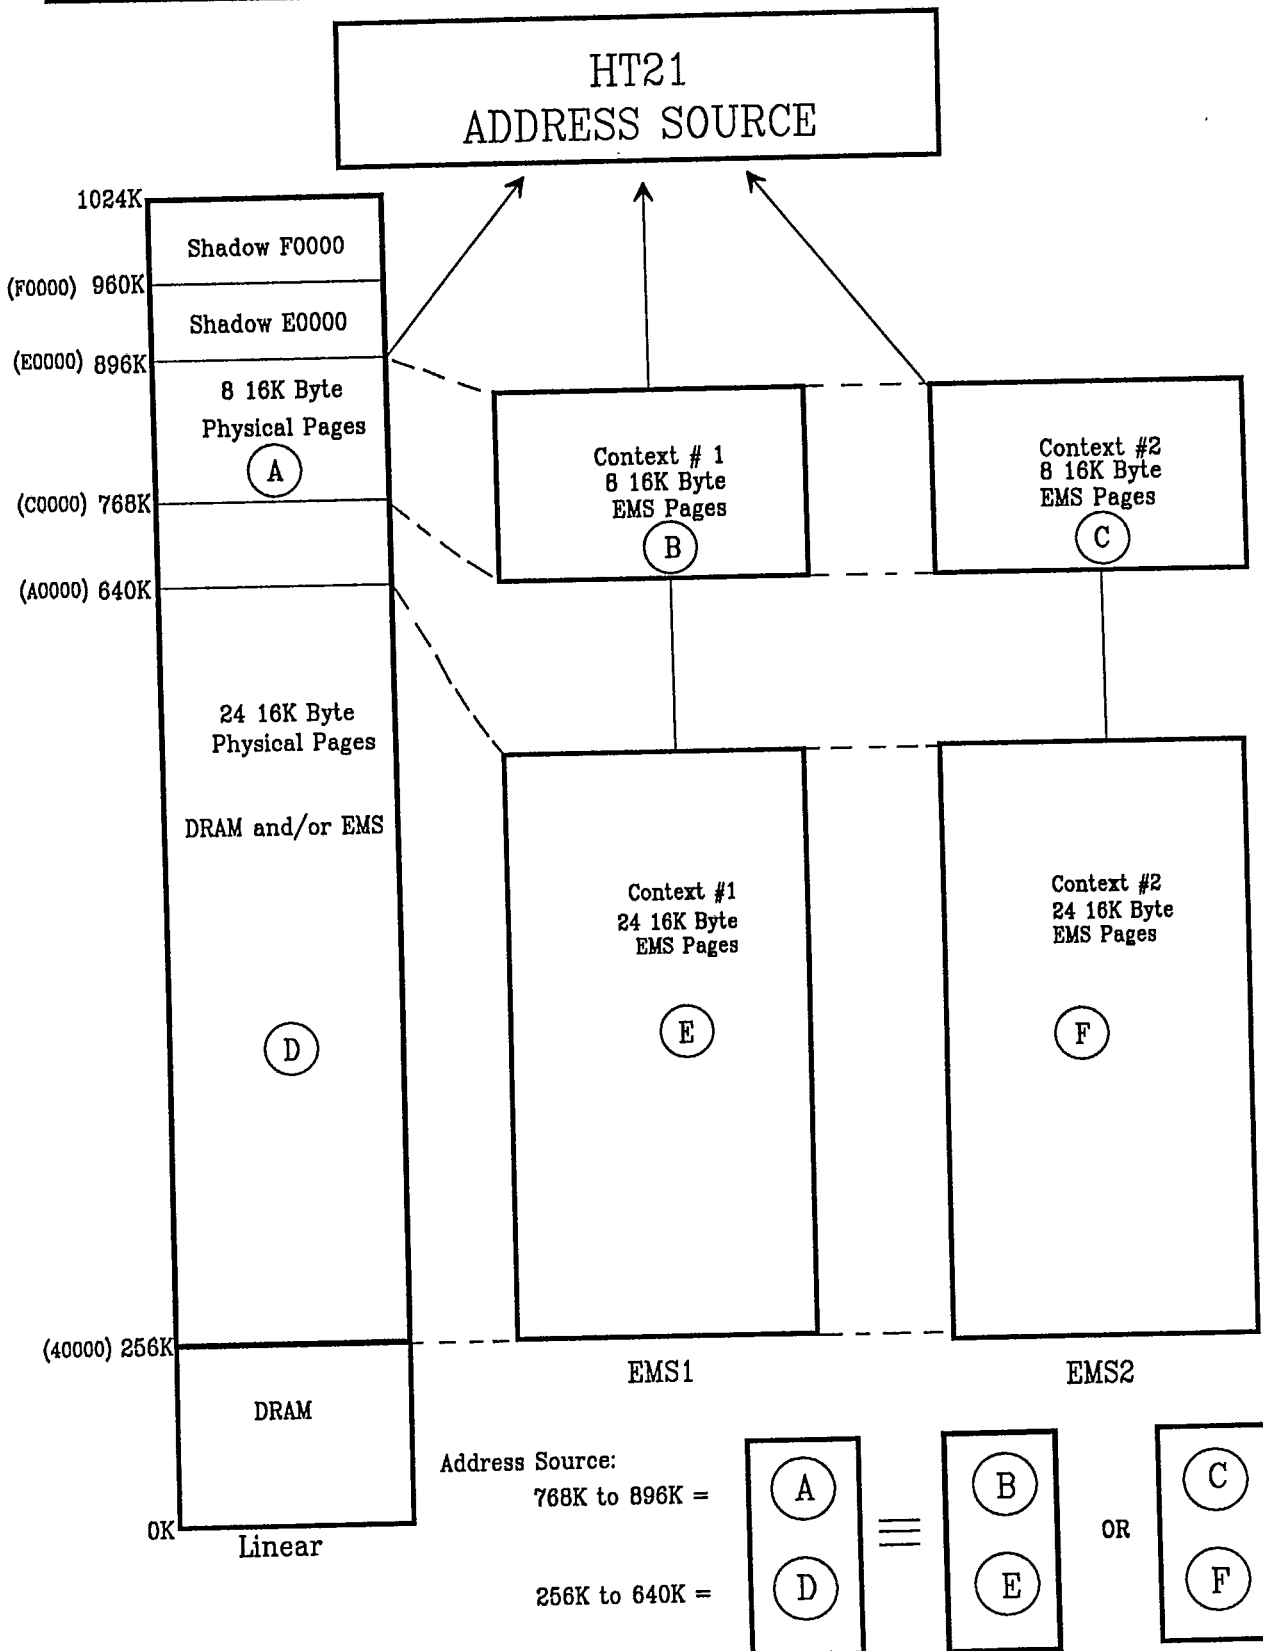 HT21
ADDRESS SOURCE
1024K
Shadow F0000
(F0000) 960K
Shadow E0000
(E0000) 896K
8 16K Byte
Physical Pages
A
(C0000) 768K
Context # 1
8 16K Byte
EMS Pages
B
Context #2
8 16K Byte
EMS Pages
C
(A0000) 640K
24 16K Byte
Physical Pages
DRAM and/or EMS
D
Context #1
24 16K Byte
EMS Pages
E
Context #2
24 16K Byte
EMS Pages
F
(40000) 256K
EMS1
EMS2
DRAM
0K
Linear
Address Source:
768K to 896K =
A
B
C
≡
OR
256K to 640K =
D
E
F